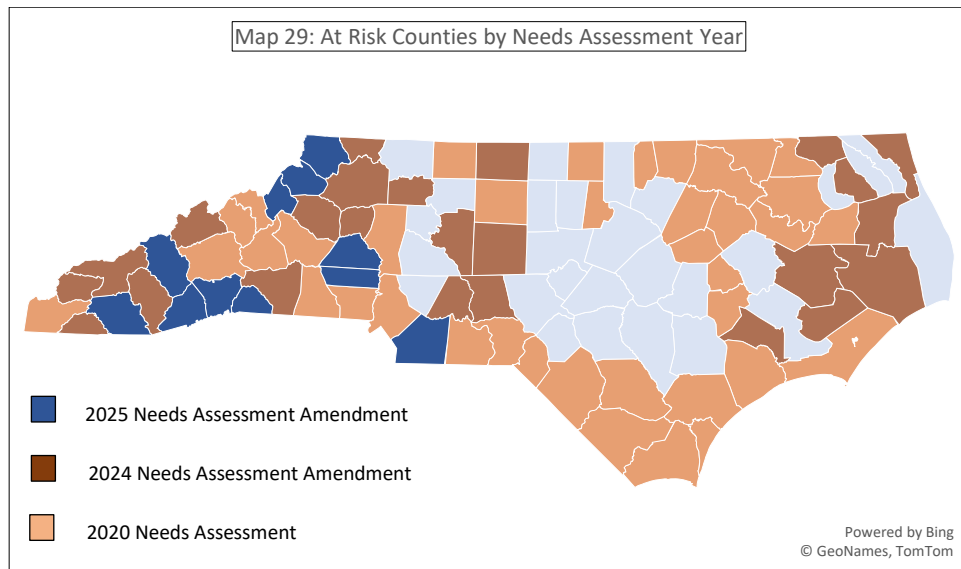 Map 29: At Risk Counties by Needs Assessment Year
2025 Needs Assessment Amendment
2024 Needs Assessment Amendment
2020 Needs Assessment
Powered by Bing
© GeoNames, TomTom